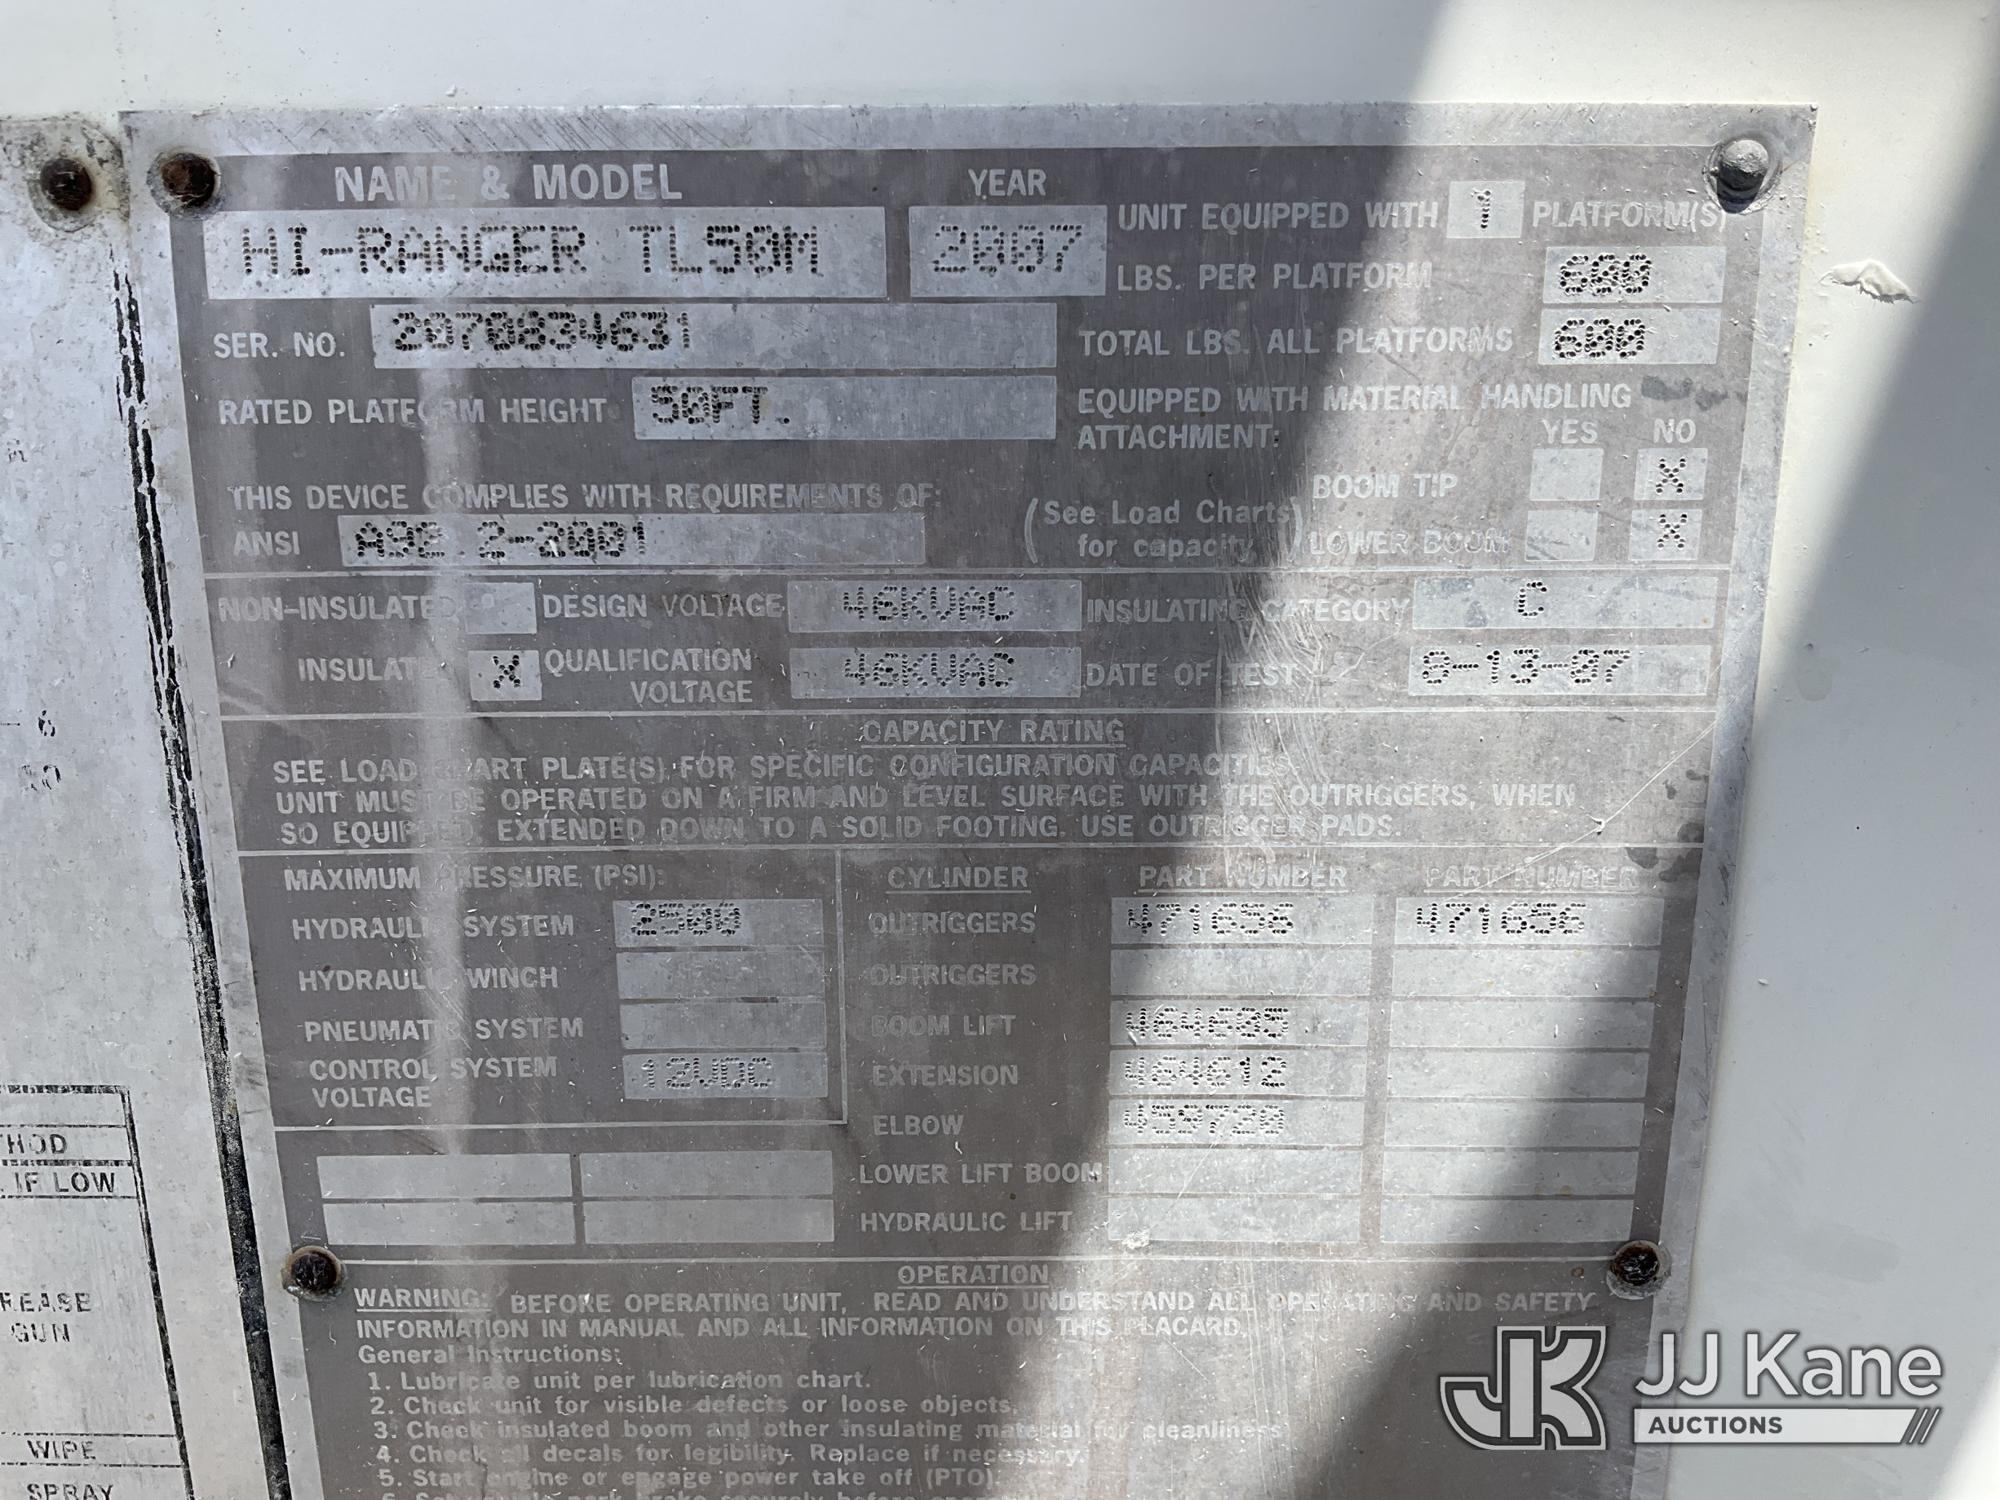 NAME & MODEL
YEAR
HI-RANGER TL50M
2007
UNIT EQUIPPED WITH 1 PLATFORM(S)
LBS. PER PLATFORM 600
SER. NO. 2070834631
TOTAL LBS. ALL PLATFORMS 600
RATED PLATFORM HEIGHT 50FT.
EQUIPPED WITH MATERIAL HANDLING
ATTACHMENT: YES NO
THIS DEVICE COMPLIES WITH REQUIREMENTS OF:
ANSI A92.2-2001
(See Load Charts for capacity)
BOOM TIP X
LOWER BOOM X
NON-INSULATED DESIGN VOLTAGE 46KVAC INSULATING CATEGORY C
INSULATED X QUALIFICATION VOLTAGE 46KVAC DATE OF TEST 8-13-07
CAPACITY RATING
SEE LOAD CHART PLATE(S) FOR SPECIFIC CONFIGURATION CAPACITIES
UNIT MUST BE OPERATED ON A FIRM AND LEVEL SURFACE WITH THE OUTRIGGERS, WHEN
SO EQUIPPED, EXTENDED DOWN TO A SOLID FOOTING. USE OUTRIGGER PADS.
MAXIMUM PRESSURE (PSI):
HYDRAULIC SYSTEM 2500
HYDRAULIC WINCH
PNEUMATIC SYSTEM
CONTROL SYSTEM VOLTAGE 12VDC
CYLINDER PART NUMBER PART NUMBER
OUTRIGGERS 471656 471656
OUTRIGGERS
BOOM LIFT 464605
EXTENSION 464612
ELBOW 459720
LOWER LIFT BOOM
HYDRAULIC LIFT
OPERATION
WARNING: BEFORE OPERATING UNIT, READ AND UNDERSTAND ALL OPERATING AND SAFETY
INFORMATION IN MANUAL AND ALL INFORMATION ON THIS PLACARD.
General Instructions:
1. Lubricate unit per lubrication chart.
2. Check unit for visible defects or loose objects.
3. Check insulated boom and other insulating material for cleanliness
4. Check all decals for legibility. Replace if necessary.
5. Start engine or engage power take off (PTO).
IF LOW
GUN
WIPE
SPRAY
JK JJ Kane
AUCTIONS